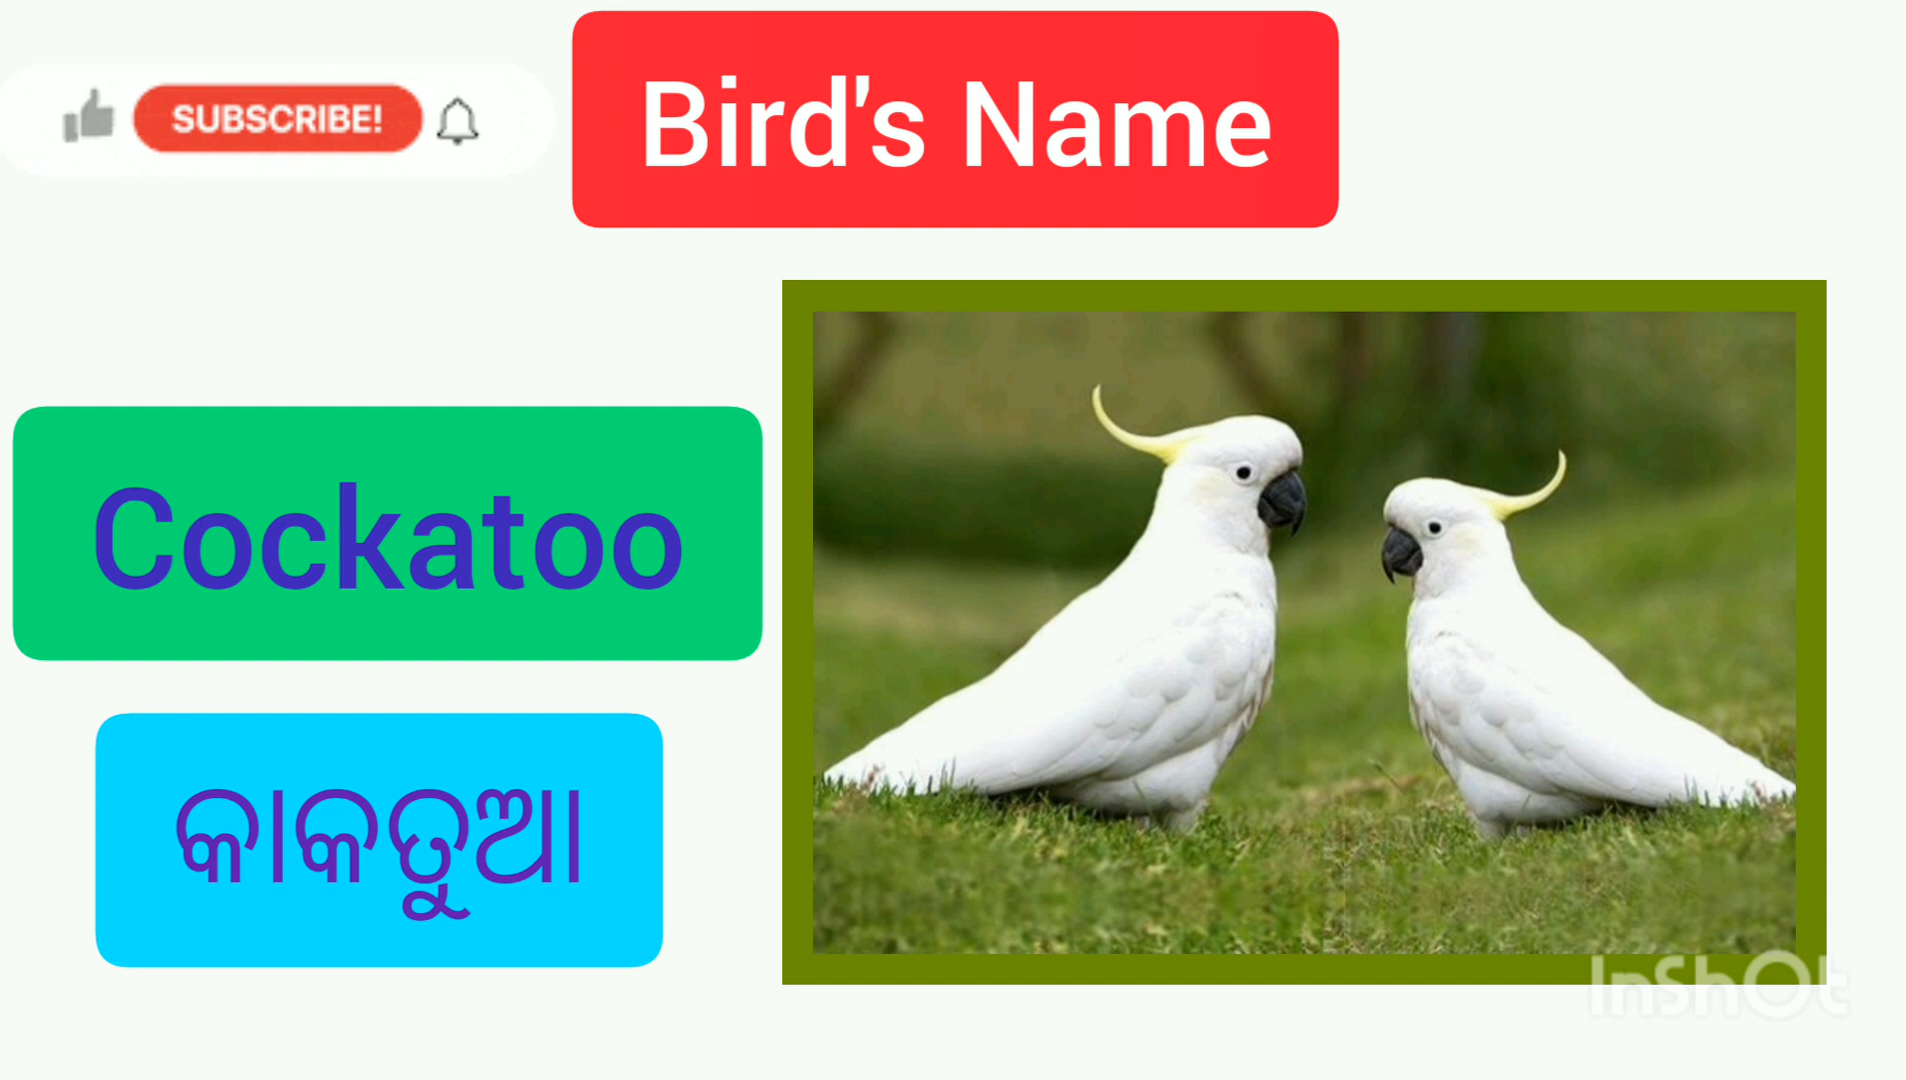 SUBSCRIBE!
Bird's Name
Cockatoo
କାକତୁଆ
InShOt